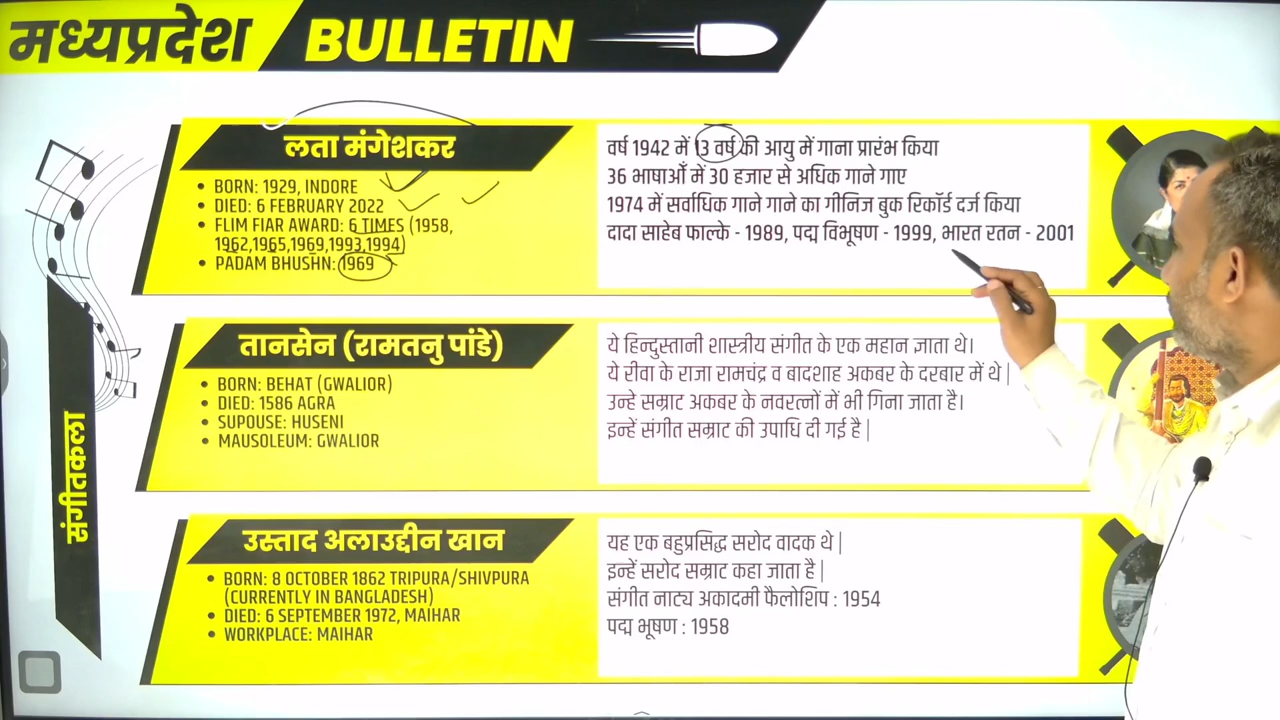 मध्यप्रदेश BULLETIN
लता मंगेशकर
BORN: 1929, INDORE
DIED: 6 FEBRUARY 2022
FLIM FIAR AWARD: 6 TIMES (1958,
1962,1965,1969,1993,1994)
PADAM BHUSHN: 1969
वर्ष 1942 में 13 वर्ष की आयु में गाना प्रारंभ किया
36 भाषाओं में 30 हजार से अधिक गाने गाए
1974 में सर्वाधिक गाने गाने का गीनिज बुक रिकॉर्ड दर्ज किया
दादा साहेब फाल्के - 1989, पद्म विभूषण - 1999, भारत रतन - 2001
संगीतकला
तानसेन (रामतनु पांडे)
BORN: BEHAT (GWALIOR)
DIED: 1586 AGRA
SUPOUSE: HUSENI
MAUSOLEUM: GWALIOR
ये हिन्दुस्तानी शास्त्रीय संगीत के एक महान ज्ञाता थे।
ये रीवा के राजा रामचंद्र व बादशाह अकबर के दरबार में थे |
उन्हे सम्राट अकबर के नवरत्नों में भी गिना जाता है।
इन्हें संगीत सम्राट की उपाधि दी गई है |
उस्ताद अलाउद्दीन खान
BORN: 8 OCTOBER 1862 TRIPURA/SHIVPURA
(CURRENTLY IN BANGLADESH)
DIED: 6 SEPTEMBER 1972, MAIHAR
WORKPLACE: MAIHAR
यह एक बहुप्रसिद्ध सरोद वादक थे |
इन्हें सरोद सम्राट कहा जाता है |
संगीत नाट्य अकादमी फैलोशिप : 1954
पद्म भूषण : 1958